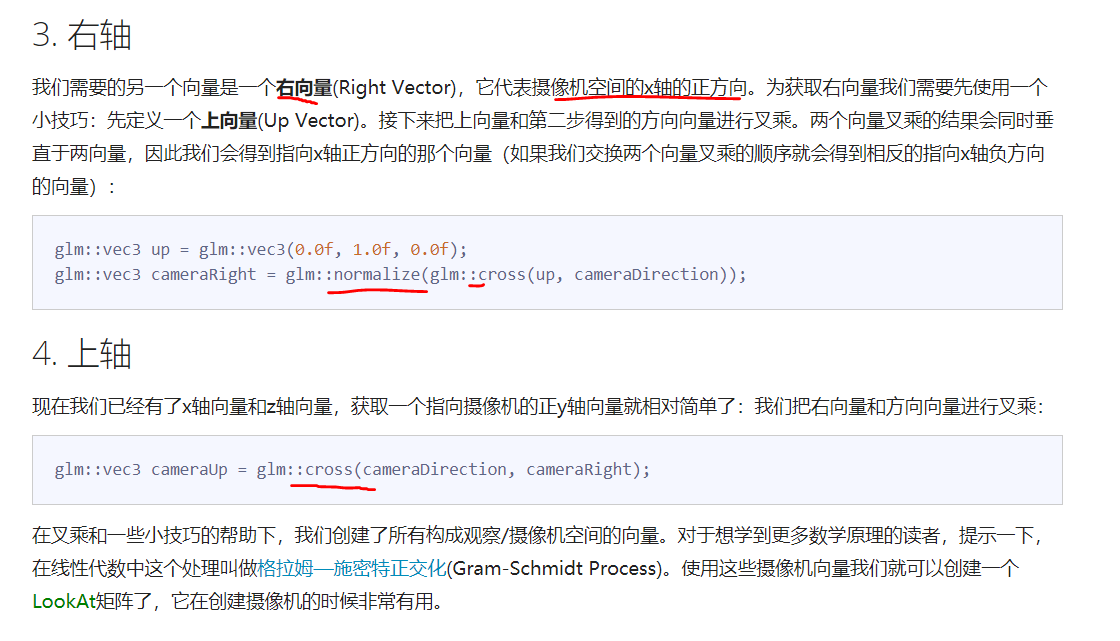 3. 右轴
我们需要的另一个向量是一个右向量(Right Vector)，它代表摄像机空间的x轴的正方向。为获取右向量我们需要先使用一个
小技巧：先定义一个上向量(Up Vector)。接下来把上向量和第二步得到的方向向量进行叉乘。两个向量叉乘的结果会同时垂
直于两向量，因此我们会得到指向x轴正方向的那个向量（如果我们交换两个向量叉乘的顺序就会得到相反的指向x轴负方向
的向量）：
glm::vec3 up = glm::vec3(0.0f, 1.0f, 0.0f);
glm::vec3 cameraRight = glm::normalize(glm::cross(up, cameraDirection));
4. 上轴
现在我们已经有了x轴向量和z轴向量，获取一个指向摄像机的正y轴向量就相对简单了：我们把右向量和方向向量进行叉乘：
glm::vec3 cameraUp = glm::cross(cameraDirection, cameraRight);
在叉乘和一些小技巧的帮助下，我们创建了所有构成观察/摄像机空间的向量。对于想学到更多数学原理的读者，提示一下，
在线性代数中这个处理叫做格拉姆—施密特正交化(Gram-Schmidt Process)。使用这些摄像机向量我们就可以创建一个
LookAt矩阵了，它在创建摄像机的时候非常有用。